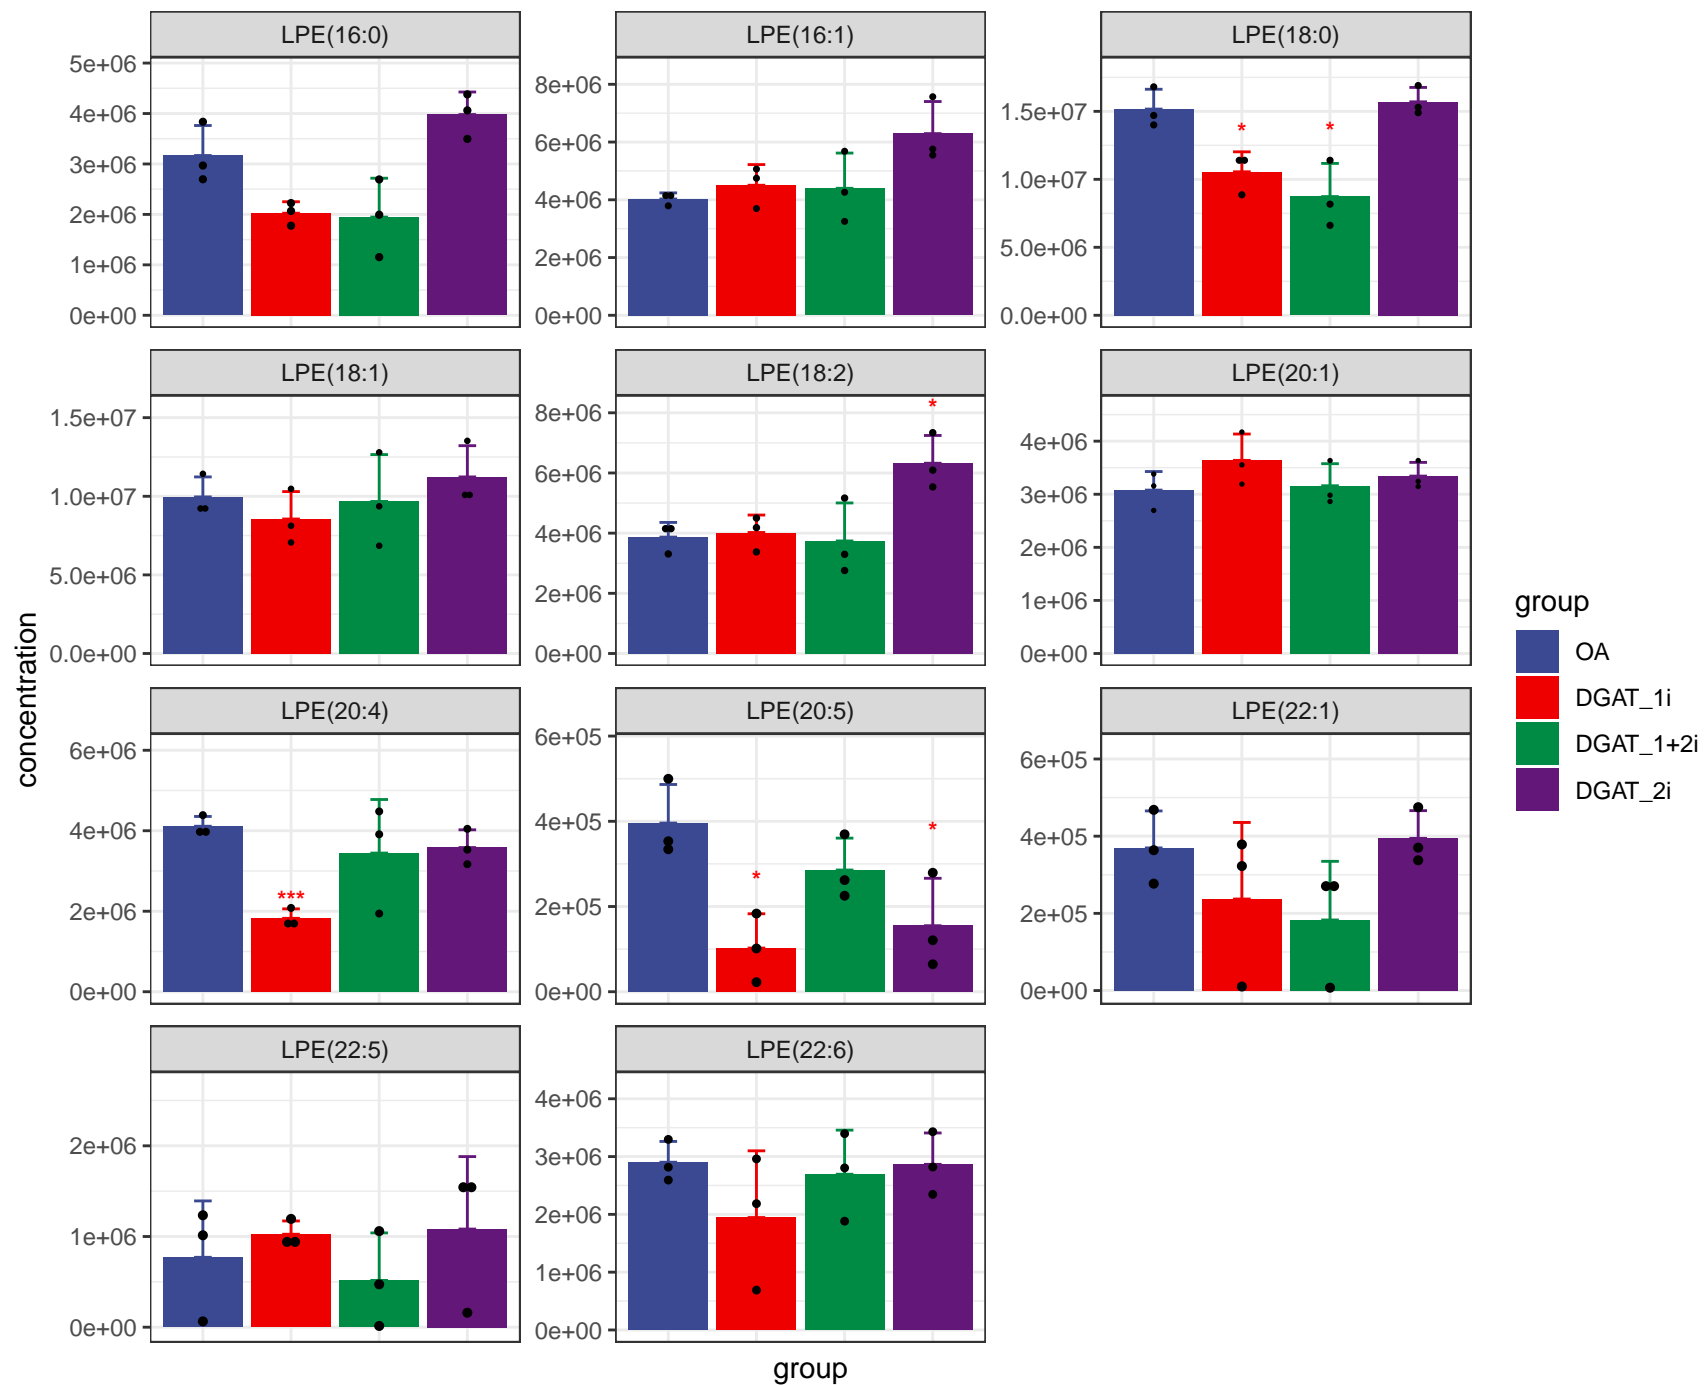 LPE(16:0)
LPE(16:1)
LPE(18:0)
5e+06
4e+06
3e+06
2e+06
1e+06
0e+00
8e+06
6e+06
4e+06
2e+06
0e+00
1.5e+07
1.0e+07
5.0e+06
0.0e+00
*
*
LPE(18:1)
LPE(18:2)
LPE(20:1)
1.5e+07
1.0e+07
5.0e+06
0.0e+00
8e+06
6e+06
4e+06
2e+06
0e+00
*
4e+06
3e+06
2e+06
1e+06
0e+00
LPE(20:4)
LPE(20:5)
LPE(22:1)
6e+06
4e+06
2e+06
0e+00
***
6e+05
4e+05
2e+05
0e+00
*
*
6e+05
4e+05
2e+05
0e+00
LPE(22:5)
LPE(22:6)
2e+06
1e+06
0e+00
4e+06
3e+06
2e+06
1e+06
0e+00
concentration
group
group
OA
DGAT_1i
DGAT_1+2i
DGAT_2i